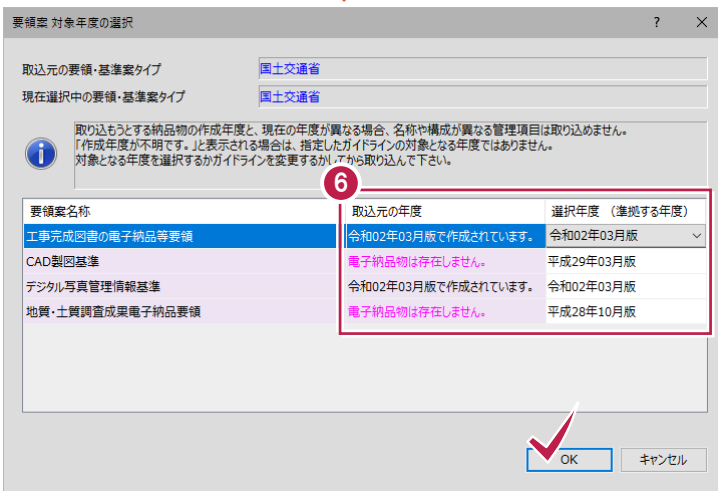 要領案 対象年度の選択
?
取込元の要領・基準案タイプ 国土交通省
現在選択中の要領・基準案タイプ 国土交通省
取り込もうとする納品物の作成年度と、現在の年度が異なる場合、名称や構成が異なる管理項目は取り込めません。
「作成年度が不明です。」と表示される場合は、指定したガイドラインの対象となる年度ではありません。
対象となる年度を選択するかガイドラインを変更するかしてから取り込んで下さい。
6
要領案名称 取込元の年度 選択年度 (準拠する年度)
工事完成図書の電子納品等要領 令和02年03月版で作成されています。 令和02年03月版
CAD製図基準 電子納品物は存在しません。 平成29年03月版
デジタル写真管理情報基準 令和02年03月版で作成されています。 令和02年03月版
地質・土質調査成果電子納品要領 電子納品物は存在しません。 平成28年10月版
OK キャンセル